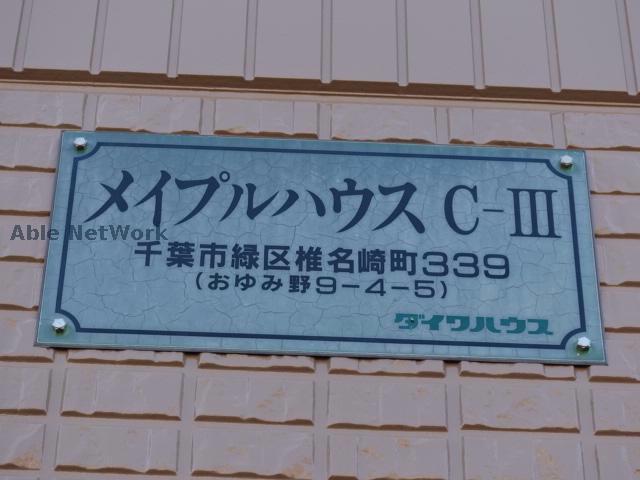 メイプルハウス C-III
千葉市緑区椎名崎町339
(おゆみ野9-4-5)
ダイワハウス
Able NetWork